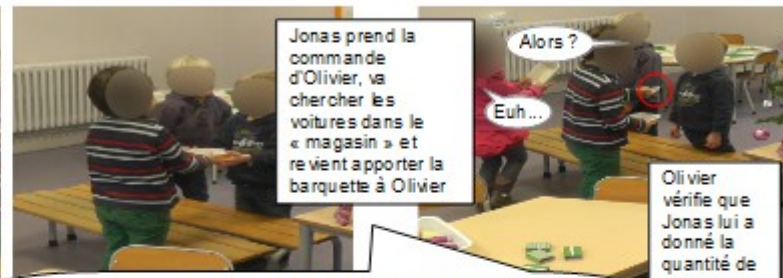 Jonas prend la
commande
d'Olivier, va
chercher les
voitures dans le
« magasin » et
revient apporter la
barquette à Olivier
Alors ?
Euh...
Olivier
vérifie que
Jonas lui a
donné la
quantité de